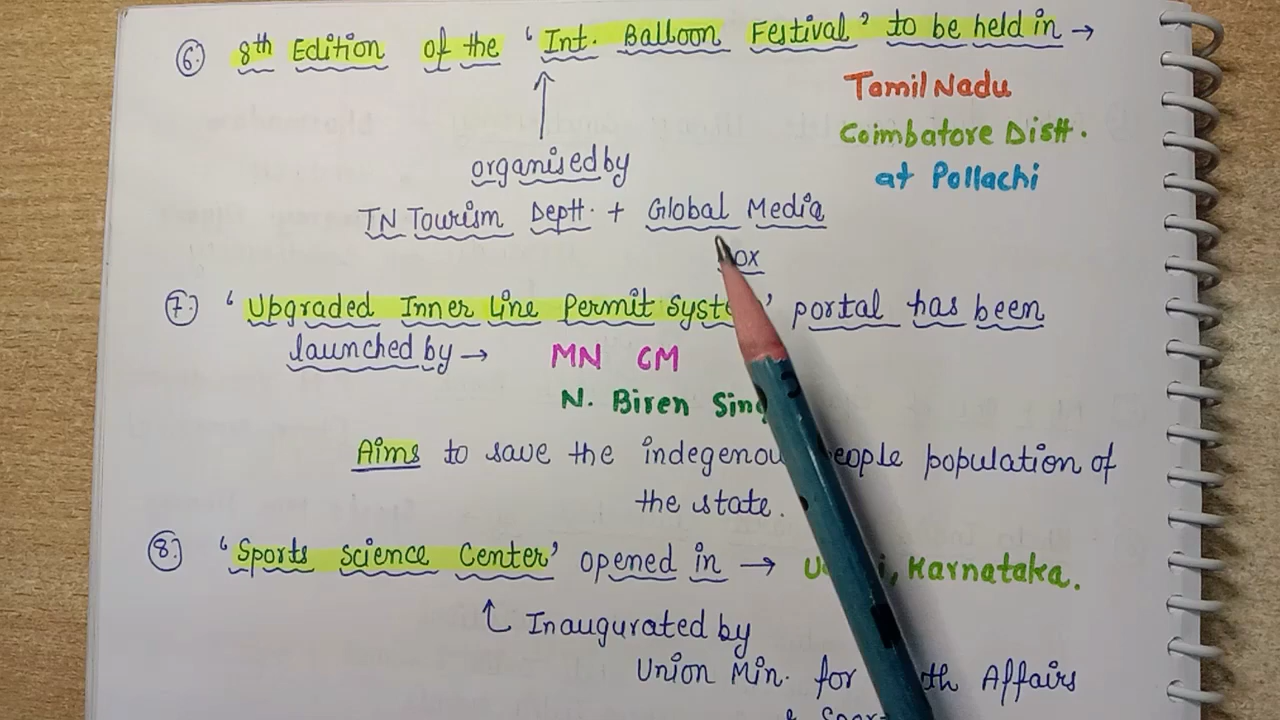 6) 8th Edition of the 'Int. Balloon Festival' to be held in →
Tamil Nadu
Coimbatore Distt.
at Pollachi
organised by
TN Tourism Deptt. + Global Media
7) 'Upgraded Inner Line Permit System' portal has been
launched by → MN CM
N. Biren
Aims to save the population of
the state.
8) 'Sports Science Center' opened in → Karnataka.
Inaugurated by
Union Min. for Affairs